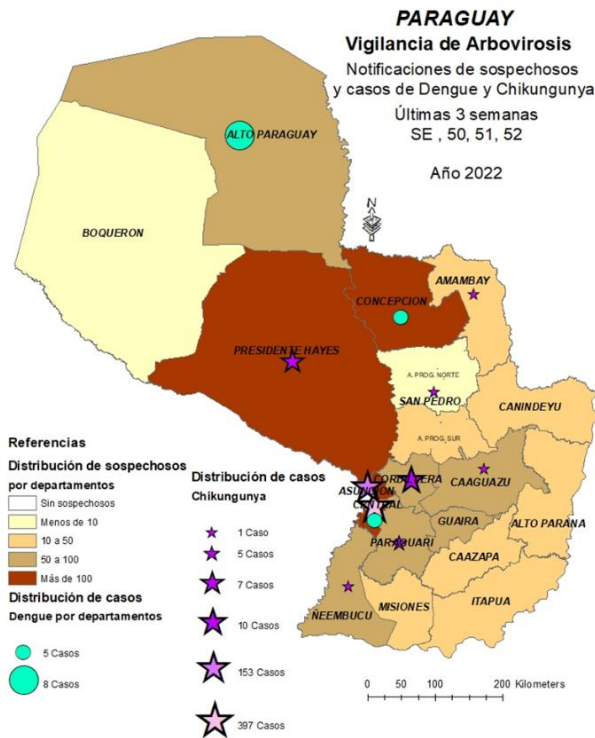 PARAGUAY
Vigilancia de Arbovirosis
Notificaciones de sospechosos
y casos de Dengue y Chikungunya
Últimas 3 semanas
SE , 50, 51, 52
Año 2022
ALTO PARAGUAY
BOQUERON
N
AMAMBAY
CONCEPCION
PRESIDENTE HAYES
A. PROG. NORTE
SAN PEDRO
CANINDEYU
A. PROG. SUR
CORDILLERA
ASUNCION
CAAGUAZU
CENTRAL
GUAIRA
ALTO PARANA
PARAGUARI
CAAZAPA
ÑEEMBUCU
MISIONES
ITAPUA
Referencias
Distribución de sospechosos
por departamentos
Sin sospechosos
Menos de 10
10 a 50
50 a 100
Más de 100
Distribución de casos
Dengue por departamentos
5 Casos
8 Casos
Distribución de casos
Chikungunya
1 Caso
5 Casos
7 Casos
10 Casos
153 Casos
397 Casos
0 50 100 200 Kilometers